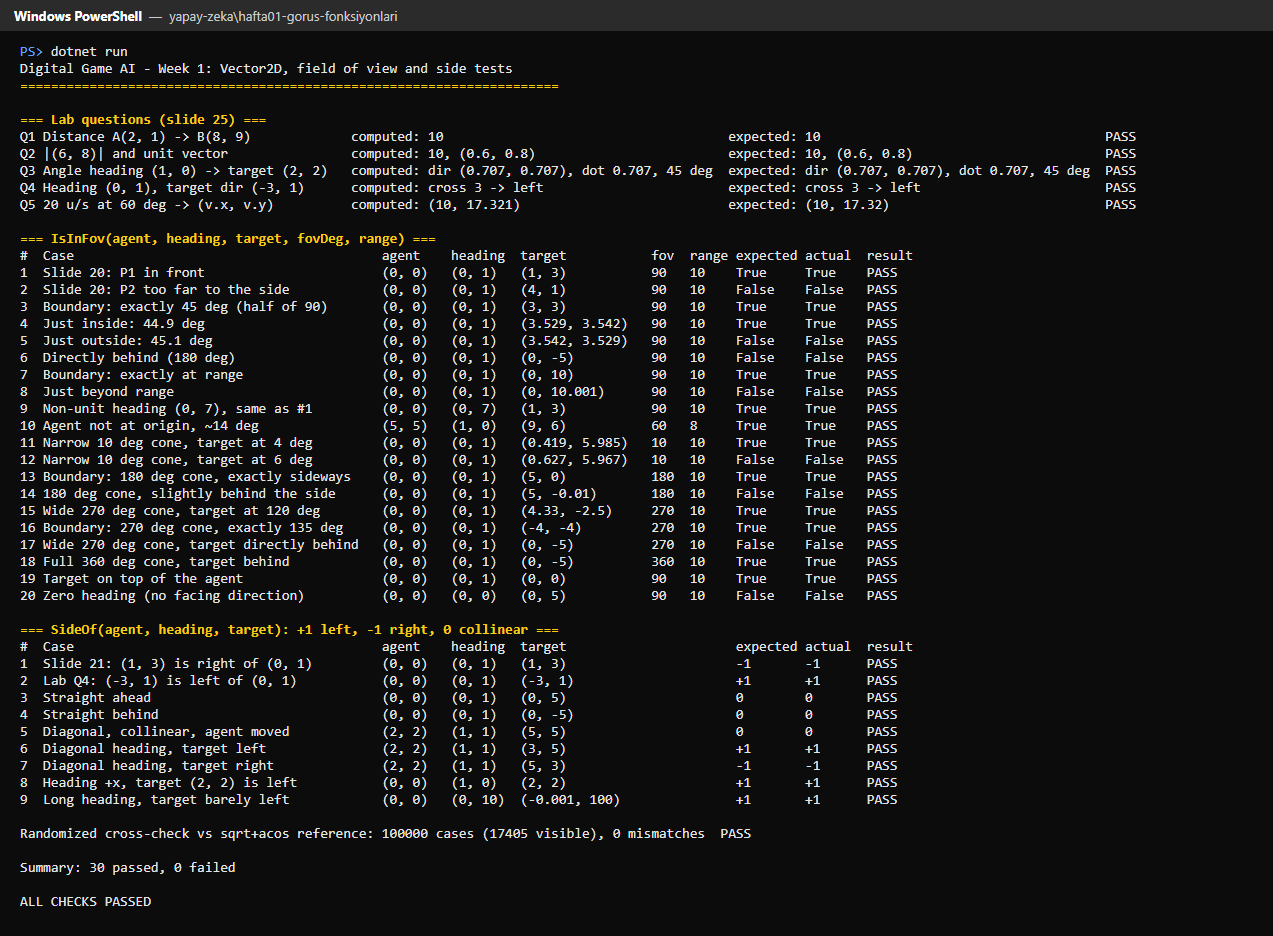 Windows PowerShell — yapay-zeka\hafta01-gorus-fonksiyonlari
PS> dotnet run
Digital Game AI - Week 1: Vector2D, field of view and side tests
======================================================================
=== Lab questions (slide 25) ===
Q1 Distance A(2, 1) -> B(8, 9) computed: 10 expected: 10 PASS
Q2 |(6, 8)| and unit vector computed: 10, (0.6, 0.8) expected: 10, (0.6, 0.8) PASS
Q3 Angle heading (1, 0) -> target (2, 2) computed: dir (0.707, 0.707), dot 0.707, 45 deg expected: dir (0.707, 0.707), dot 0.707, 45 deg PASS
Q4 Heading (0, 1), target dir (-3, 1) computed: cross 3 -> left expected: cross 3 -> left PASS
Q5 20 u/s at 60 deg -> (v.x, v.y) computed: (10, 17.321) expected: (10, 17.32) PASS
=== IsInFov(agent, heading, target, fovDeg, range) ===
# Case agent heading target fov range expected actual result
1 Slide 20: P1 in front (0, 0) (0, 1) (1, 3) 90 10 True True PASS
2 Slide 20: P2 too far to the side (0, 0) (0, 1) (4, 1) 90 10 False False PASS
3 Boundary: exactly 45 deg (half of 90) (0, 0) (0, 1) (3, 3) 90 10 True True PASS
4 Just inside: 44.9 deg (0, 0) (0, 1) (3.529, 3.542) 90 10 True True PASS
5 Just outside: 45.1 deg (0, 0) (0, 1) (3.542, 3.529) 90 10 False False PASS
6 Directly behind (180 deg) (0, 0) (0, 1) (0, -5) 90 10 False False PASS
7 Boundary: exactly at range (0, 0) (0, 1) (0, 10) 90 10 True True PASS
8 Just beyond range (0, 0) (0, 1) (0, 10.001) 90 10 False False PASS
9 Non-unit heading (0, 7), same as #1 (0, 0) (0, 7) (1, 3) 90 10 True True PASS
10 Agent not at origin, ~14 deg (5, 5) (1, 0) (9, 6) 60 8 True True PASS
11 Narrow 10 deg cone, target at 4 deg (0, 0) (0, 1) (0.419, 5.985) 10 10 True True PASS
12 Narrow 10 deg cone, target at 6 deg (0, 0) (0, 1) (0.627, 5.967) 10 10 False False PASS
13 Boundary: 180 deg cone, exactly sideways (0, 0) (0, 1) (5, 0) 180 10 True True PASS
14 180 deg cone, slightly behind the side (0, 0) (0, 1) (5, -0.01) 180 10 False False PASS
15 Wide 270 deg cone, target at 120 deg (0, 0) (0, 1) (4.33, -2.5) 270 10 True True PASS
16 Boundary: 270 deg cone, exactly 135 deg (0, 0) (0, 1) (-4, -4) 270 10 True True PASS
17 Wide 270 deg cone, target directly behind (0, 0) (0, 1) (0, -5) 270 10 False False PASS
18 Full 360 deg cone, target behind (0, 0) (0, 1) (0, -5) 360 10 True True PASS
19 Target on top of the agent (0, 0) (0, 1) (0, 0) 90 10 True True PASS
20 Zero heading (no facing direction) (0, 0) (0, 0) (0, 5) 90 10 False False PASS
=== SideOf(agent, heading, target): +1 left, -1 right, 0 collinear ===
# Case agent heading target expected actual result
1 Slide 21: (1, 3) is right of (0, 1) (0, 0) (0, 1) (1, 3) -1 -1 PASS
2 Lab Q4: (-3, 1) is left of (0, 1) (0, 0) (0, 1) (-3, 1) +1 +1 PASS
3 Straight ahead (0, 0) (0, 1) (0, 5) 0 0 PASS
4 Straight behind (0, 0) (0, 1) (0, -5) 0 0 PASS
5 Diagonal, collinear, agent moved (2, 2) (1, 1) (5, 5) 0 0 PASS
6 Diagonal heading, target left (2, 2) (1, 1) (3, 5) +1 +1 PASS
7 Diagonal heading, target right (2, 2) (1, 1) (5, 3) -1 -1 PASS
8 Heading +x, target (2, 2) is left (0, 0) (1, 0) (2, 2) +1 +1 PASS
9 Long heading, target barely left (0, 0) (0, 10) (-0.001, 100) +1 +1 PASS
Randomized cross-check vs sqrt+acos reference: 100000 cases (17405 visible), 0 mismatches PASS
Summary: 30 passed, 0 failed
ALL CHECKS PASSED